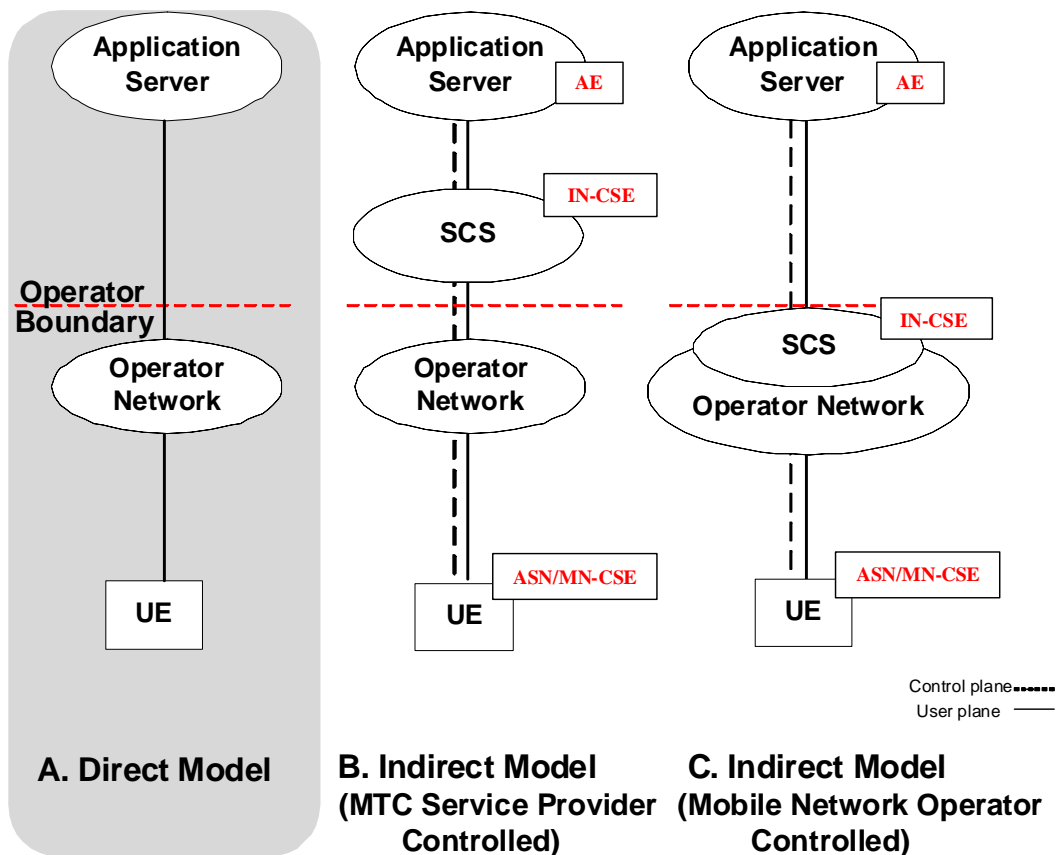 Application
Server
Operator
Boundary
Operator
Network
UE
A. Direct Model
Application
Server
AE
IN-CSE
SCS
Operator
Network
ASN/MN-CSE
UE
B. Indirect Model
(MTC Service Provider
Controlled)
Application
Server
AE
IN-CSE
SCS
Operator Network
ASN/MN-CSE
UE
Control plane
User plane
C. Indirect Model
(Mobile Network Operator
Controlled)